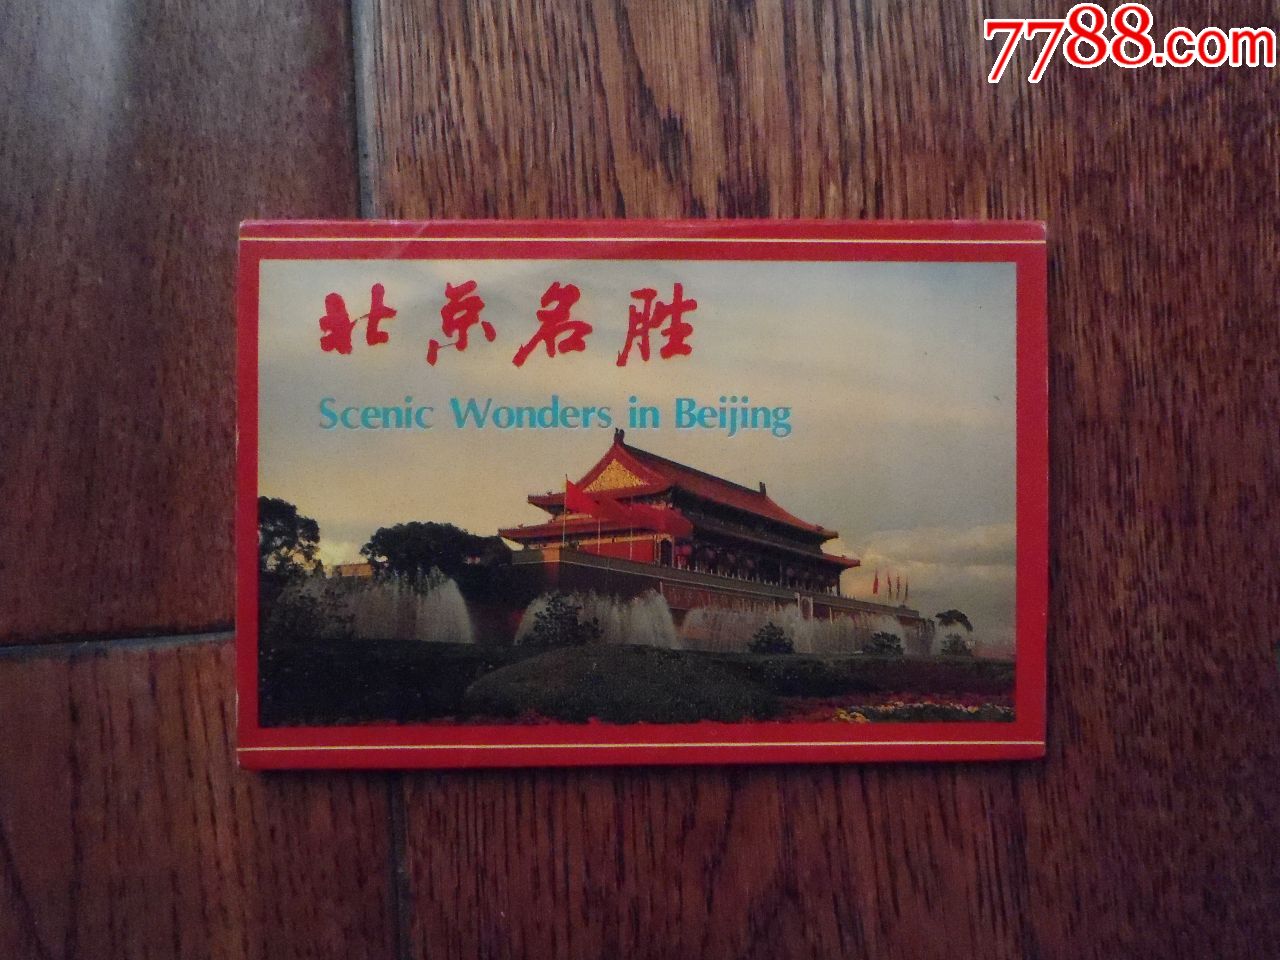 7788.com
北京名胜
Scenic Wonders in Beijing